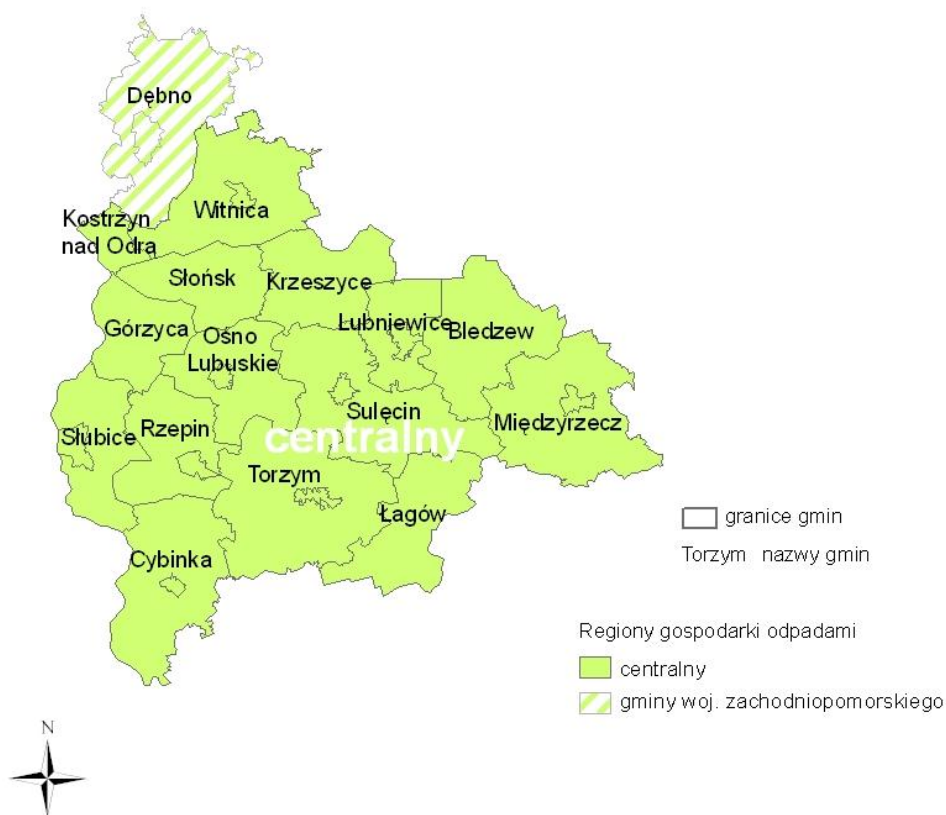 Dębno
Witnica
Kostrzyn
nad Odrą
Słońsk
Krzeszyce
Górzyca
Ośno
Lubuskie
Lubniewice
Bledzew
Sulęcin
Międzyrzecz
Słubice
Rzepin
centralny
Torzym
Łagów
Cybinka
granice gmin
Torzym nazwy gmin
Regiony gospodarki odpadami
centralny
gminy woj. zachodniopomorskiego
N